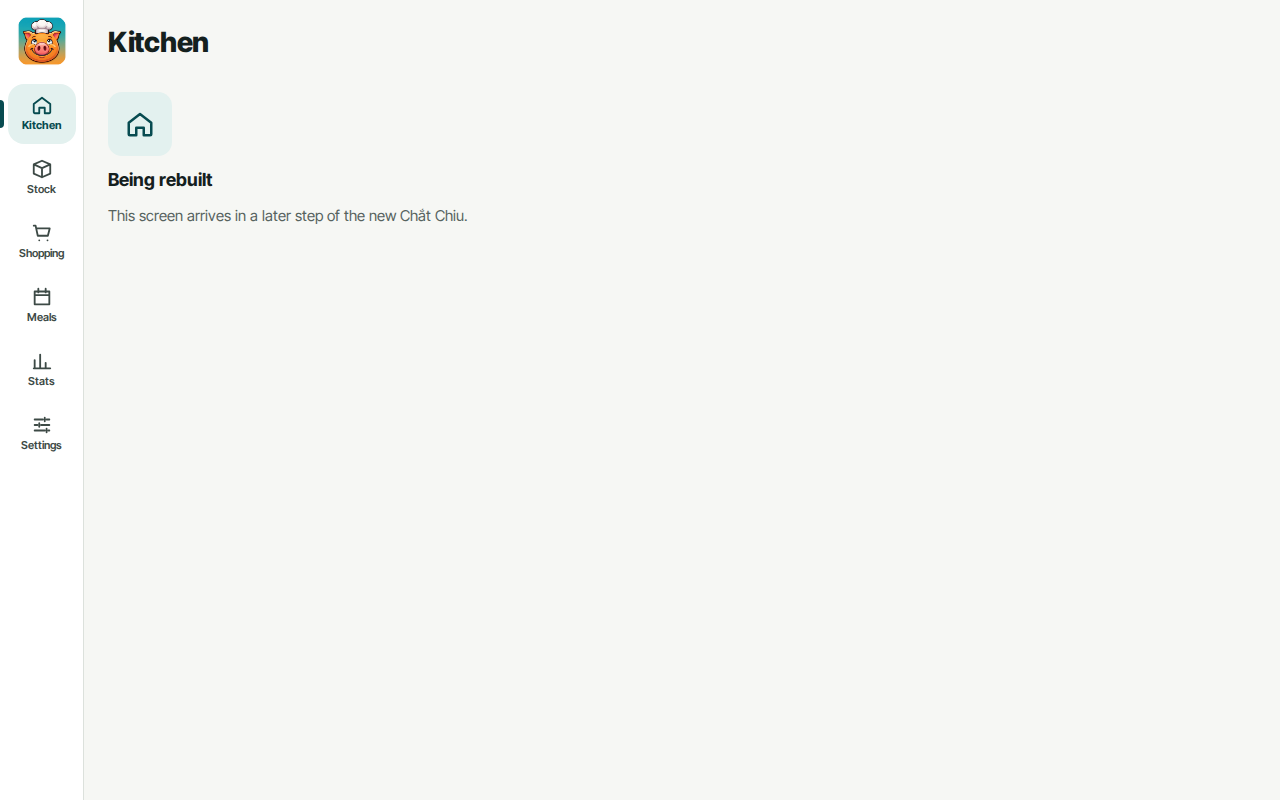 Kitchen
Kitchen
Stock
Shopping
Meals
Stats
Settings
Being rebuilt
This screen arrives in a later step of the new Chắt Chiu.